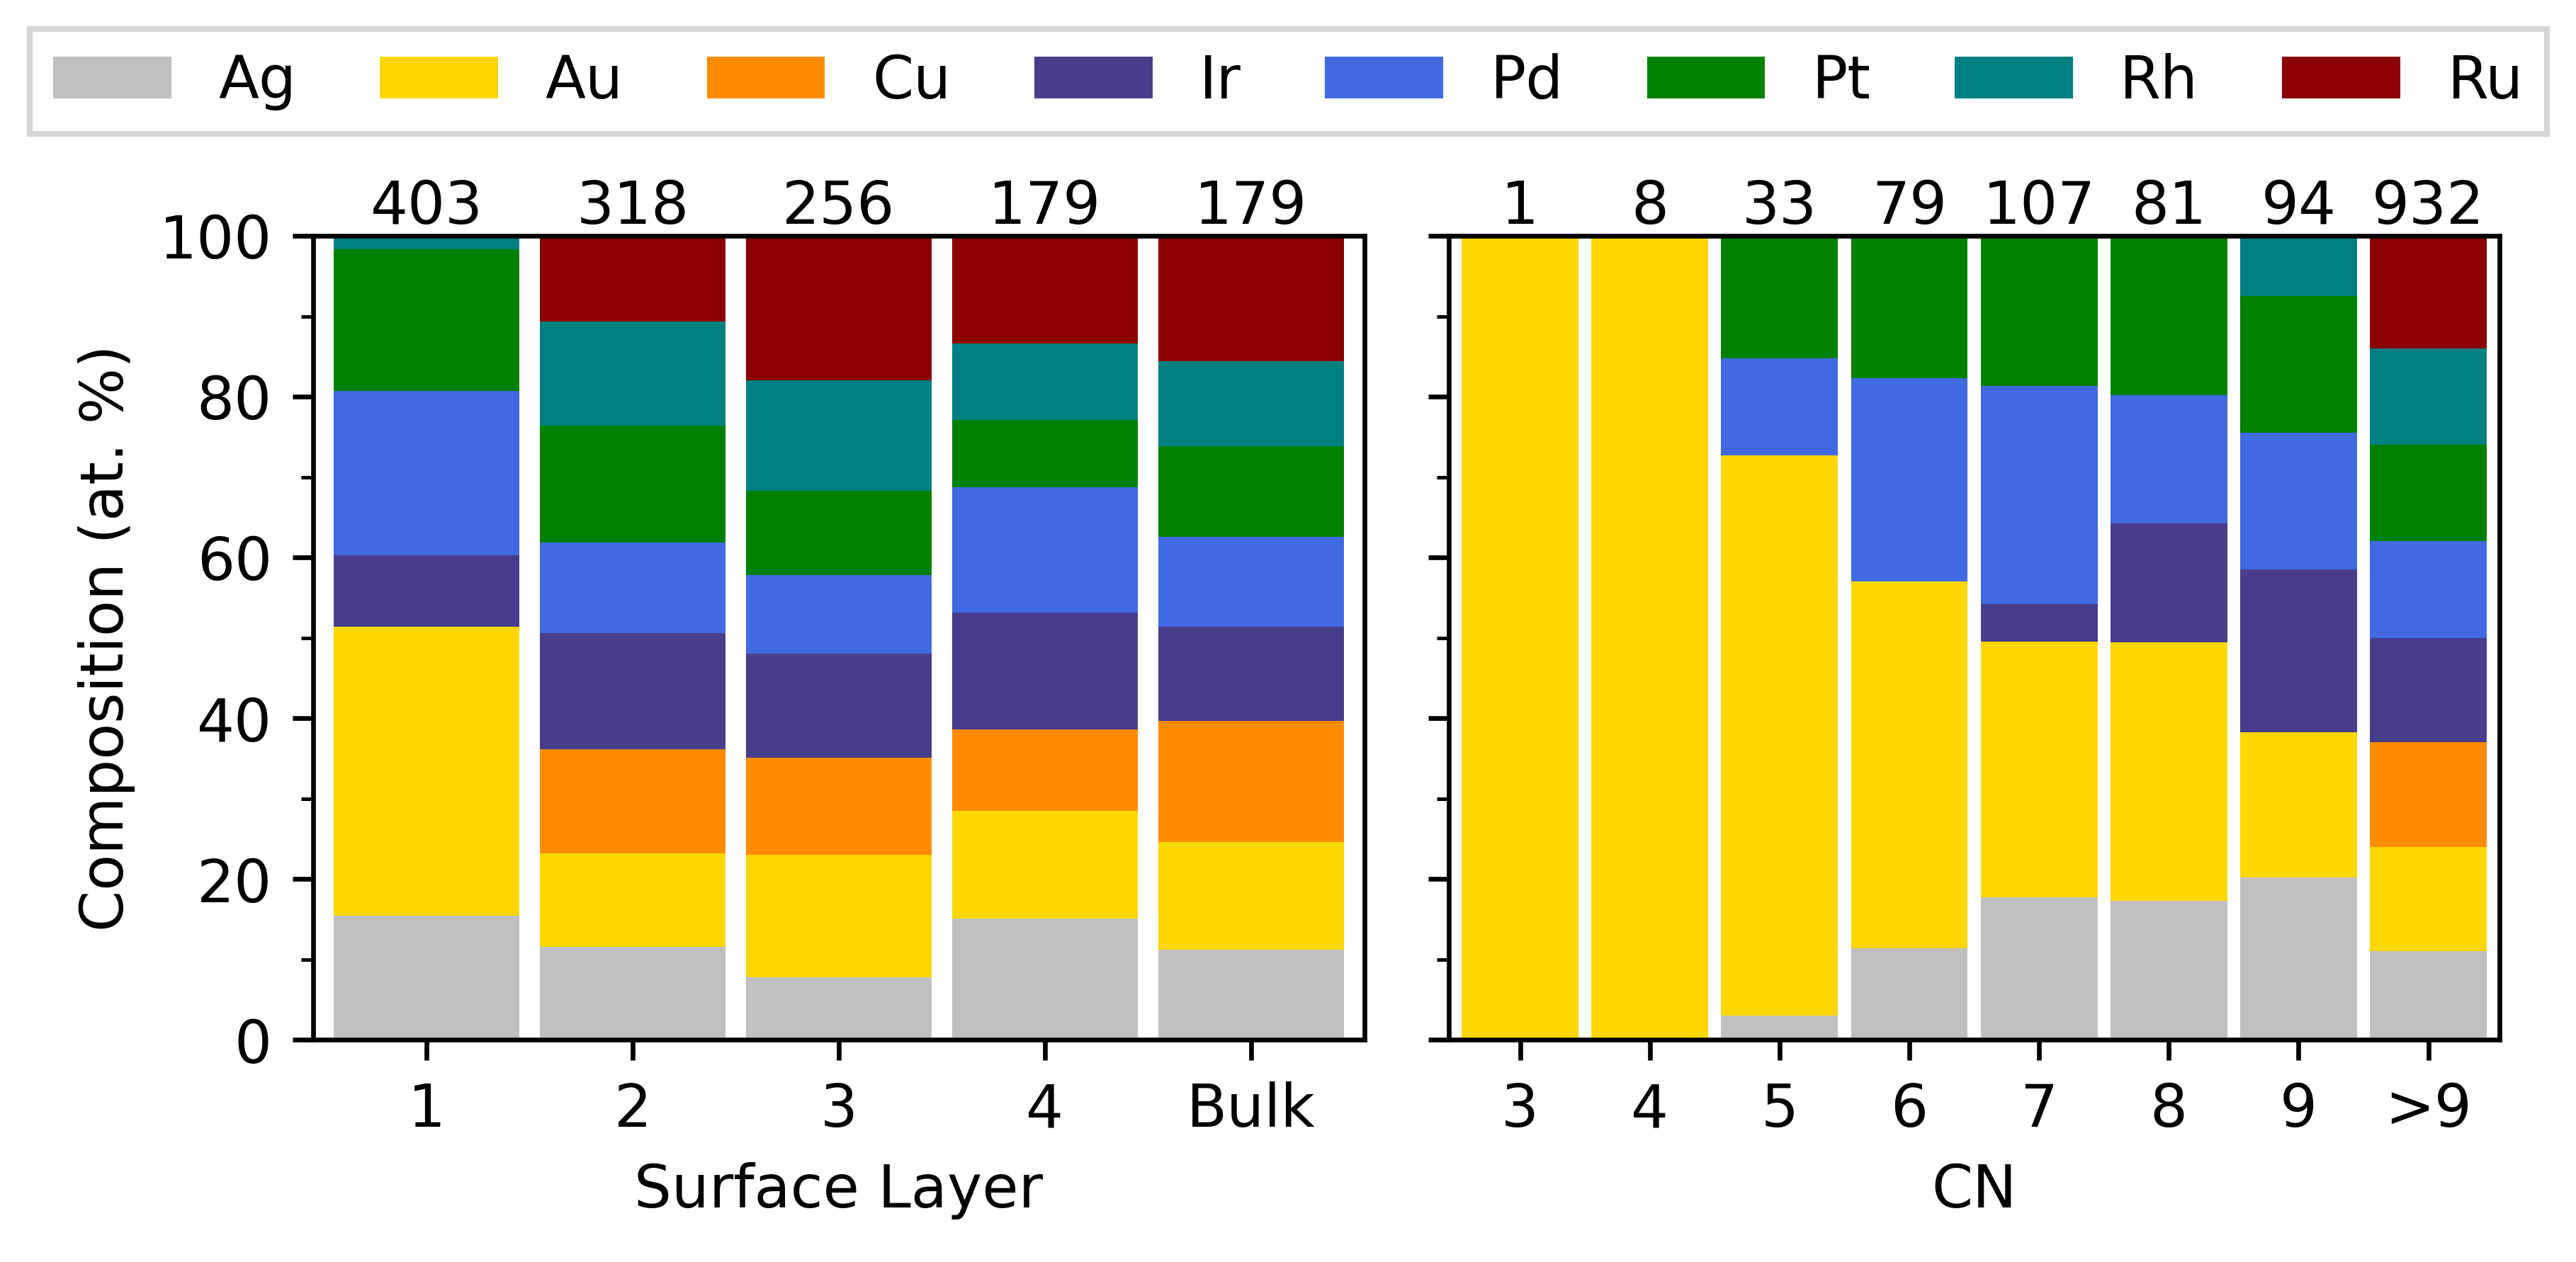 Ag Au Cu Ir Pd Pt Rh Ru
403 318 256 179 179
1 8 33 79 107 81 94 932
100
80
60
40
20
0
Composition (at. %)
1 2 3 4 Bulk
Surface Layer
3 4 5 6 7 8 9 >9
CN